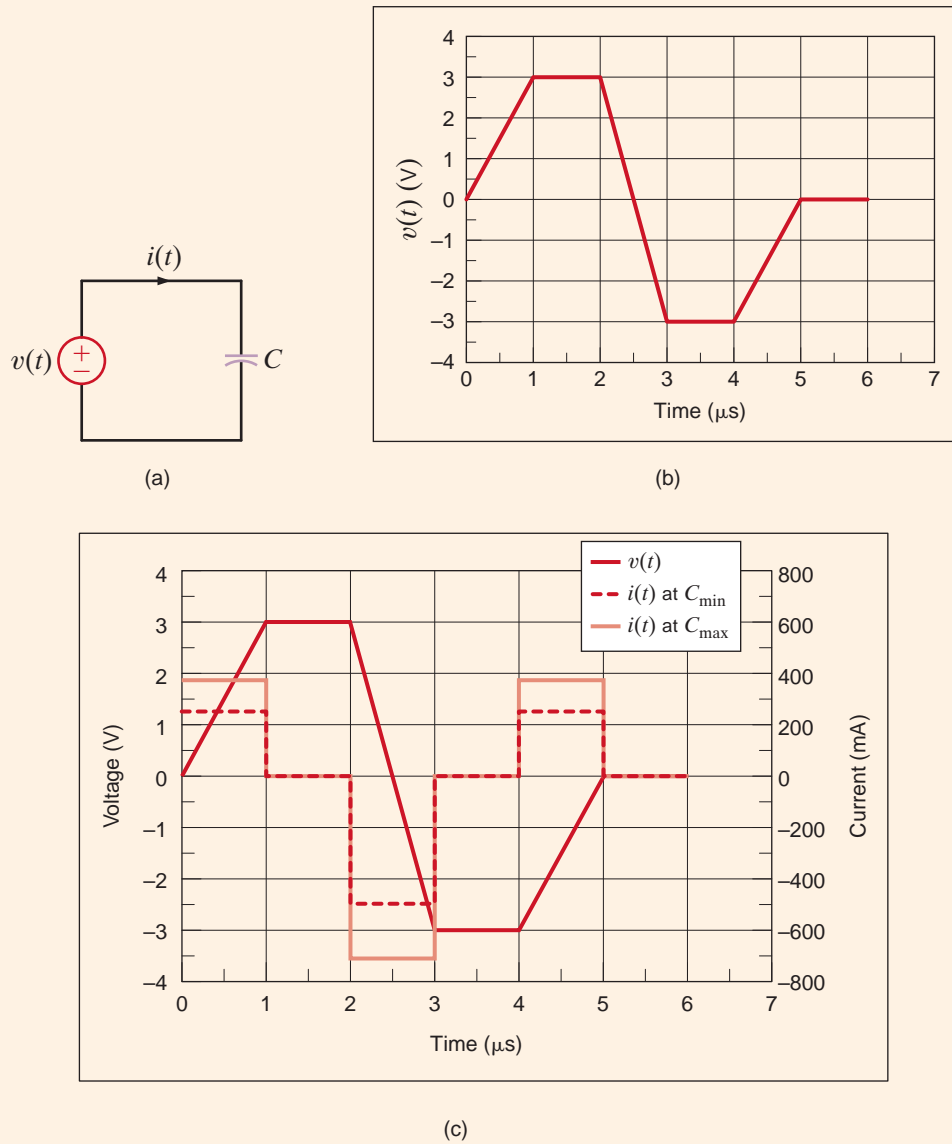 i(t)
v(t)
+
–
C
(a)
4
3
2
1
0
–1
–2
–3
–4
v(t) (V)
0 1 2 3 4 5 6 7
Time (μs)
(b)
v(t)
i(t) at Cmin
i(t) at Cmax
4
3
2
1
0
–1
–2
–3
–4
Voltage (V)
800
600
400
200
0
–200
–400
–600
–800
Current (mA)
0 1 2 3 4 5 6 7
Time (μs)
(c)